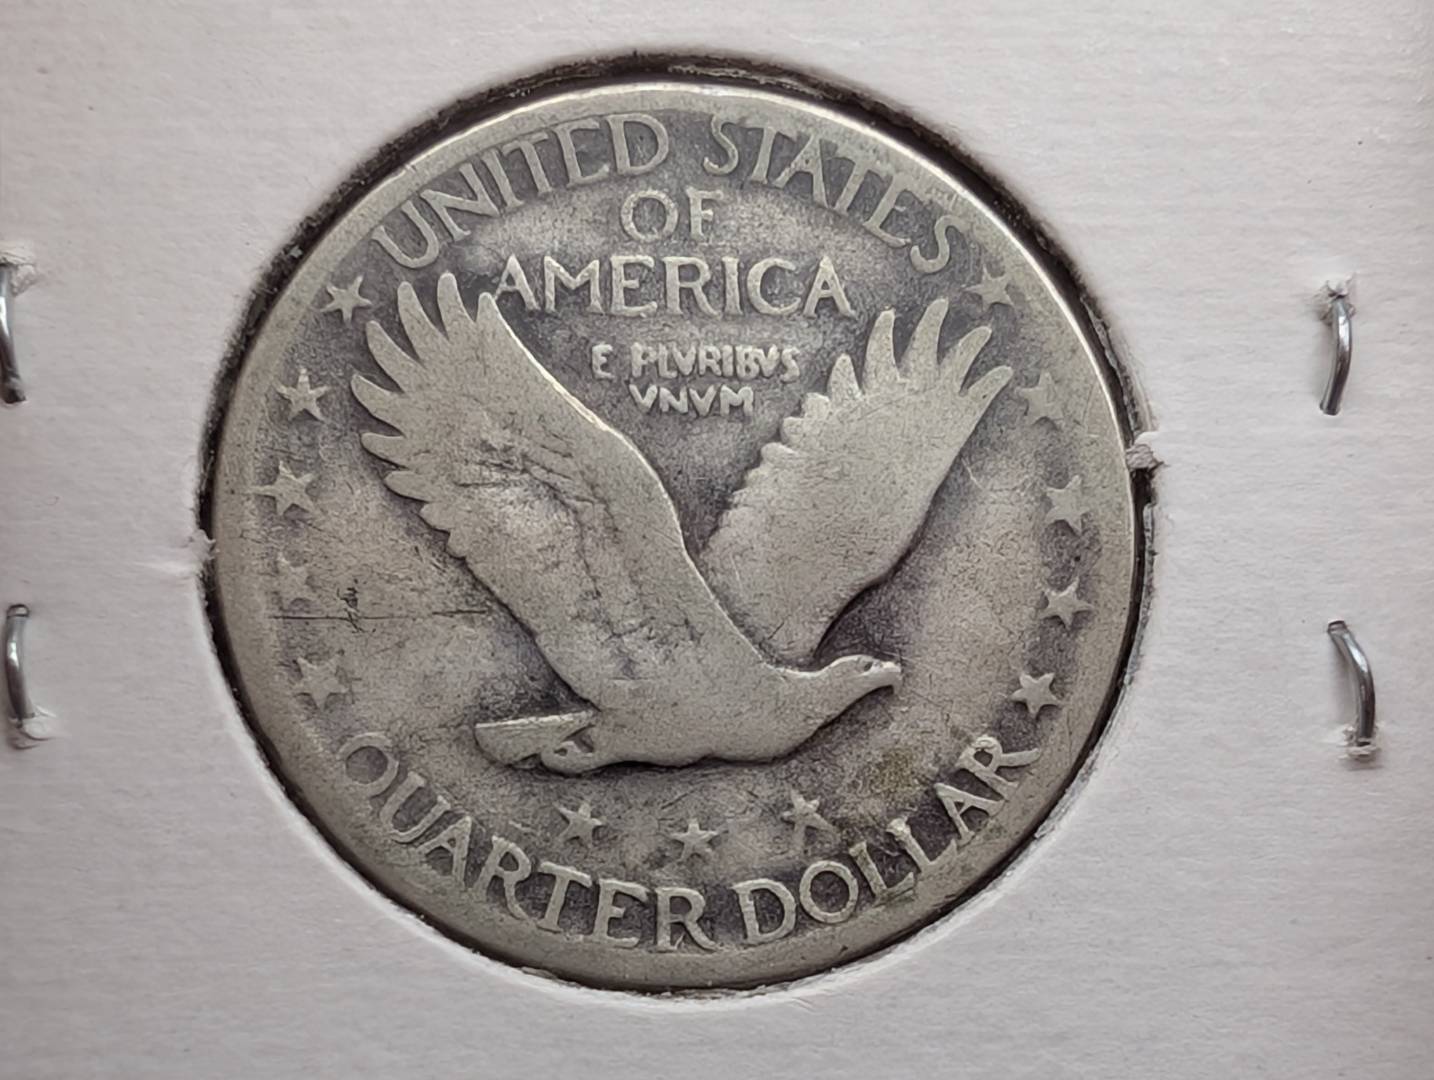 UNITED STATES
OF
AMERICA
E PLVRIBVS
VNVM
QUARTER DOLLAR